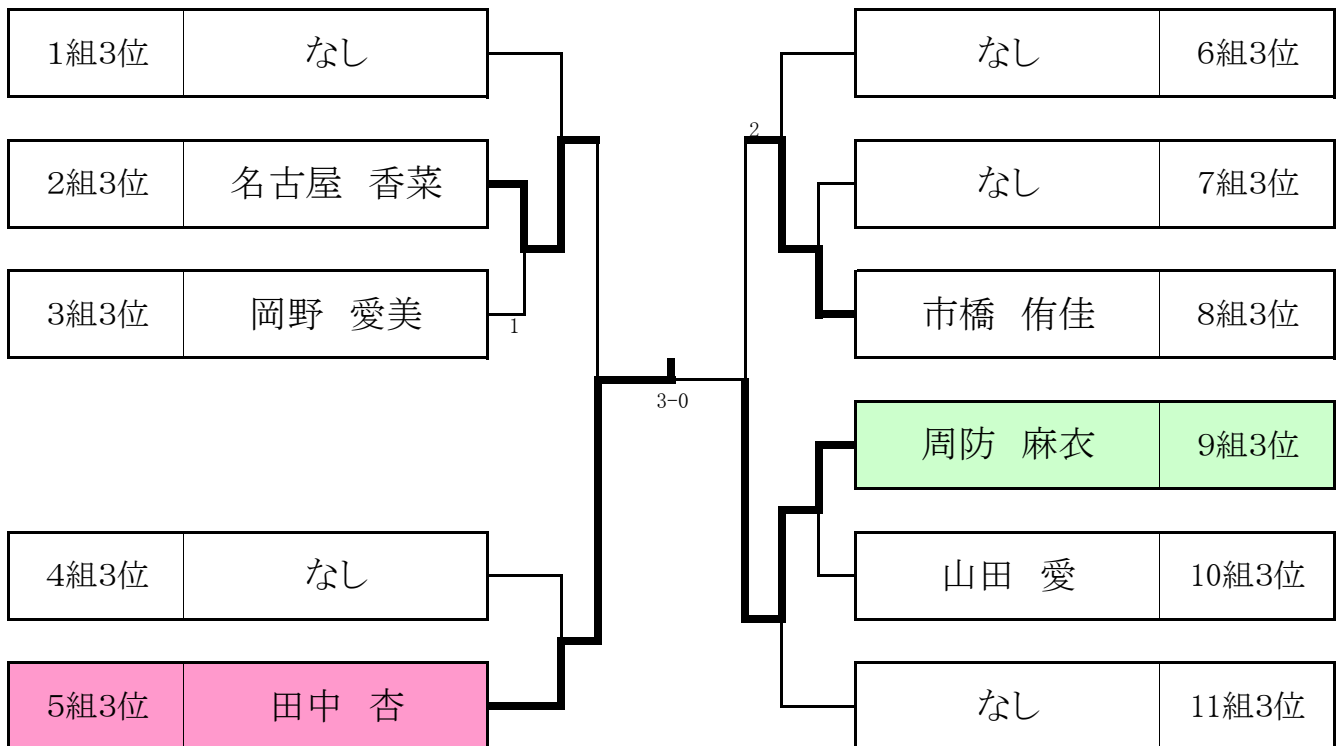 1組3位 なし
2組3位 名古屋 香菜
3組3位 岡野 愛美
1
4組3位 なし
5組3位 田中 杏
3-0
2
なし 6組3位
なし 7組3位
市橋 侑佳 8組3位
周防 麻衣 9組3位
山田 愛 10組3位
なし 11組3位